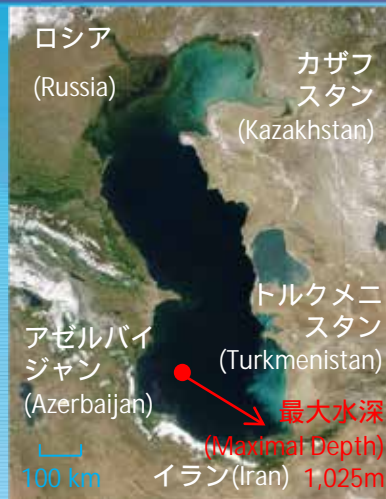 ロシア
(Russia)
カザフ
スタン
(Kazakhstan)
トルクメニ
スタン
(Turkmenistan)
アゼルバイ
ジャン
(Azerbaijan)
最大水深
(Maximal Depth)
1,025m
100 km
イラン(Iran)